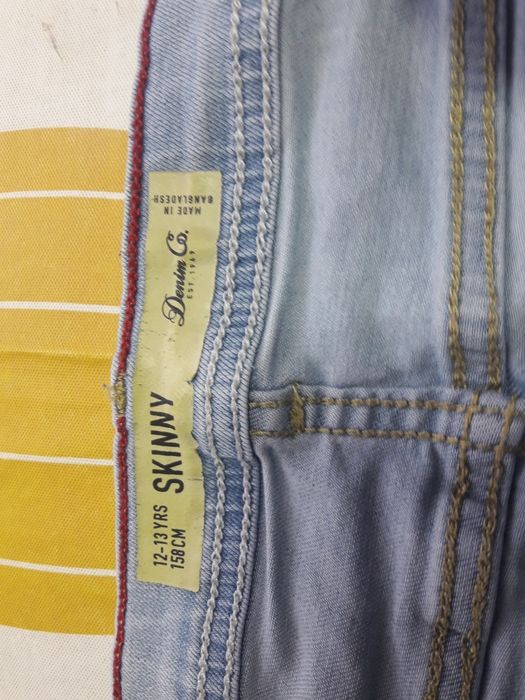 12-13 YRS
158 CM
SKINNY
Denim Co.
EST. 1969
MADE IN
BANGLADESH